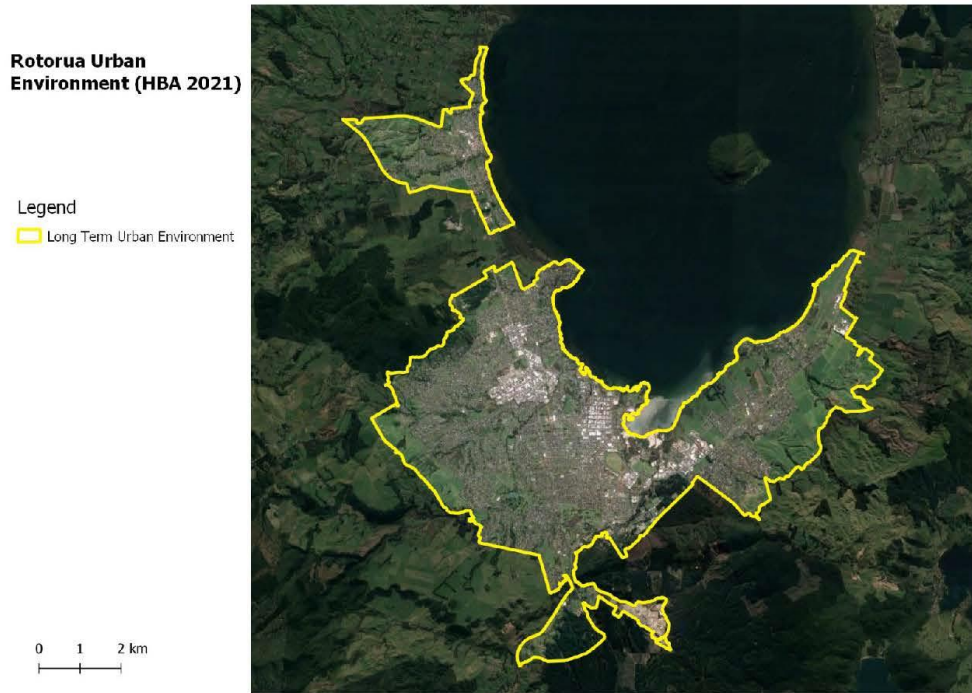 Rotorua Urban
Environment (HBA 2021)
Legend
Long Term Urban Environment
0 1 2 km